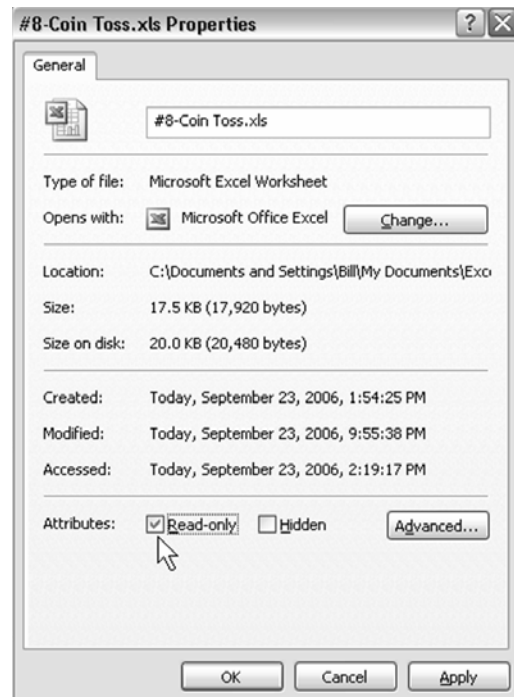 #8-Coin Toss.xls Properties
General
#8-Coin Toss.xls
Type of file: Microsoft Excel Worksheet
Opens with: Microsoft Office Excel Change...
Location: C:\Documents and Settings\Bill\My Documents\Exce
Size: 17.5 KB (17,920 bytes)
Size on disk: 20.0 KB (20,480 bytes)
Created: Today, September 23, 2006, 1:54:25 PM
Modified: Today, September 23, 2006, 9:55:38 PM
Accessed: Today, September 23, 2006, 2:19:17 PM
Attributes: Read-only Hidden Advanced...
OK Cancel Apply